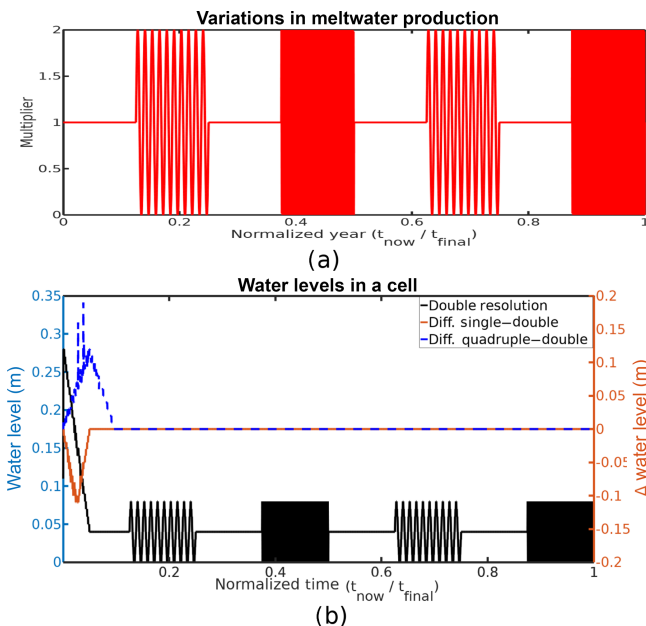 Variations in meltwater production
2
1.5
1
0.5
0
Multiplier
0 0.2 0.4 0.6 0.8 1
Normalized year (t_now / t_final)
(a)
Water levels in a cell
0.35
0.3
0.25
0.2
0.15
0.1
0.05
0
Water level (m)
Double resolution
Diff. single−double
Diff. quadruple−double
0.2
0.15
0.1
0.05
0
-0.05
-0.1
-0.15
-0.2
Δ water level (m)
0.2 0.4 0.6 0.8 1
Normalized time (t_now / t_final)
(b)